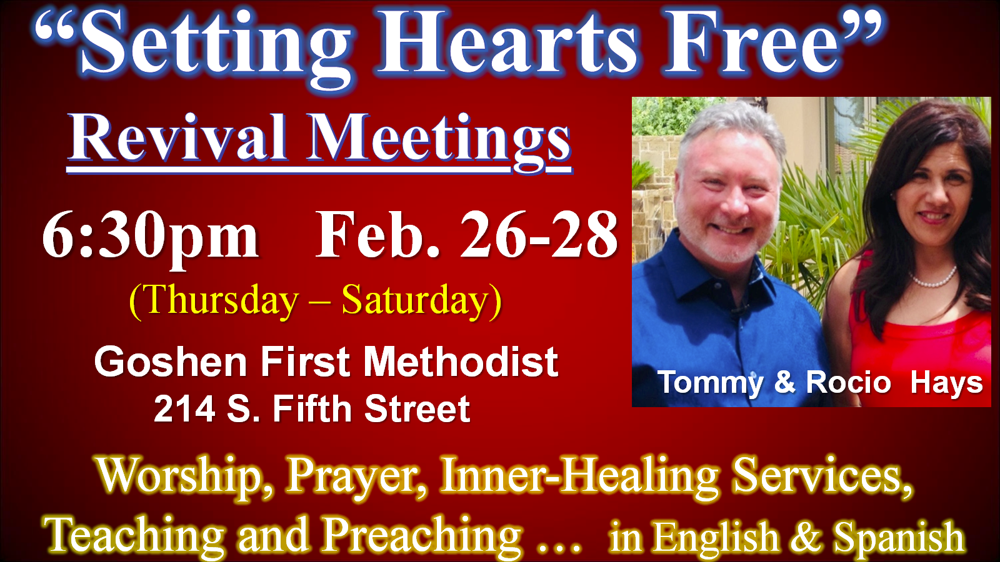 “Setting Hearts Free”
Revival Meetings
6:30pm Feb. 26-28
(Thursday – Saturday)
Goshen First Methodist
214 S. Fifth Street
Tommy & Rocio Hays
Worship, Prayer, Inner-Healing Services,
Teaching and Preaching … in English & Spanish